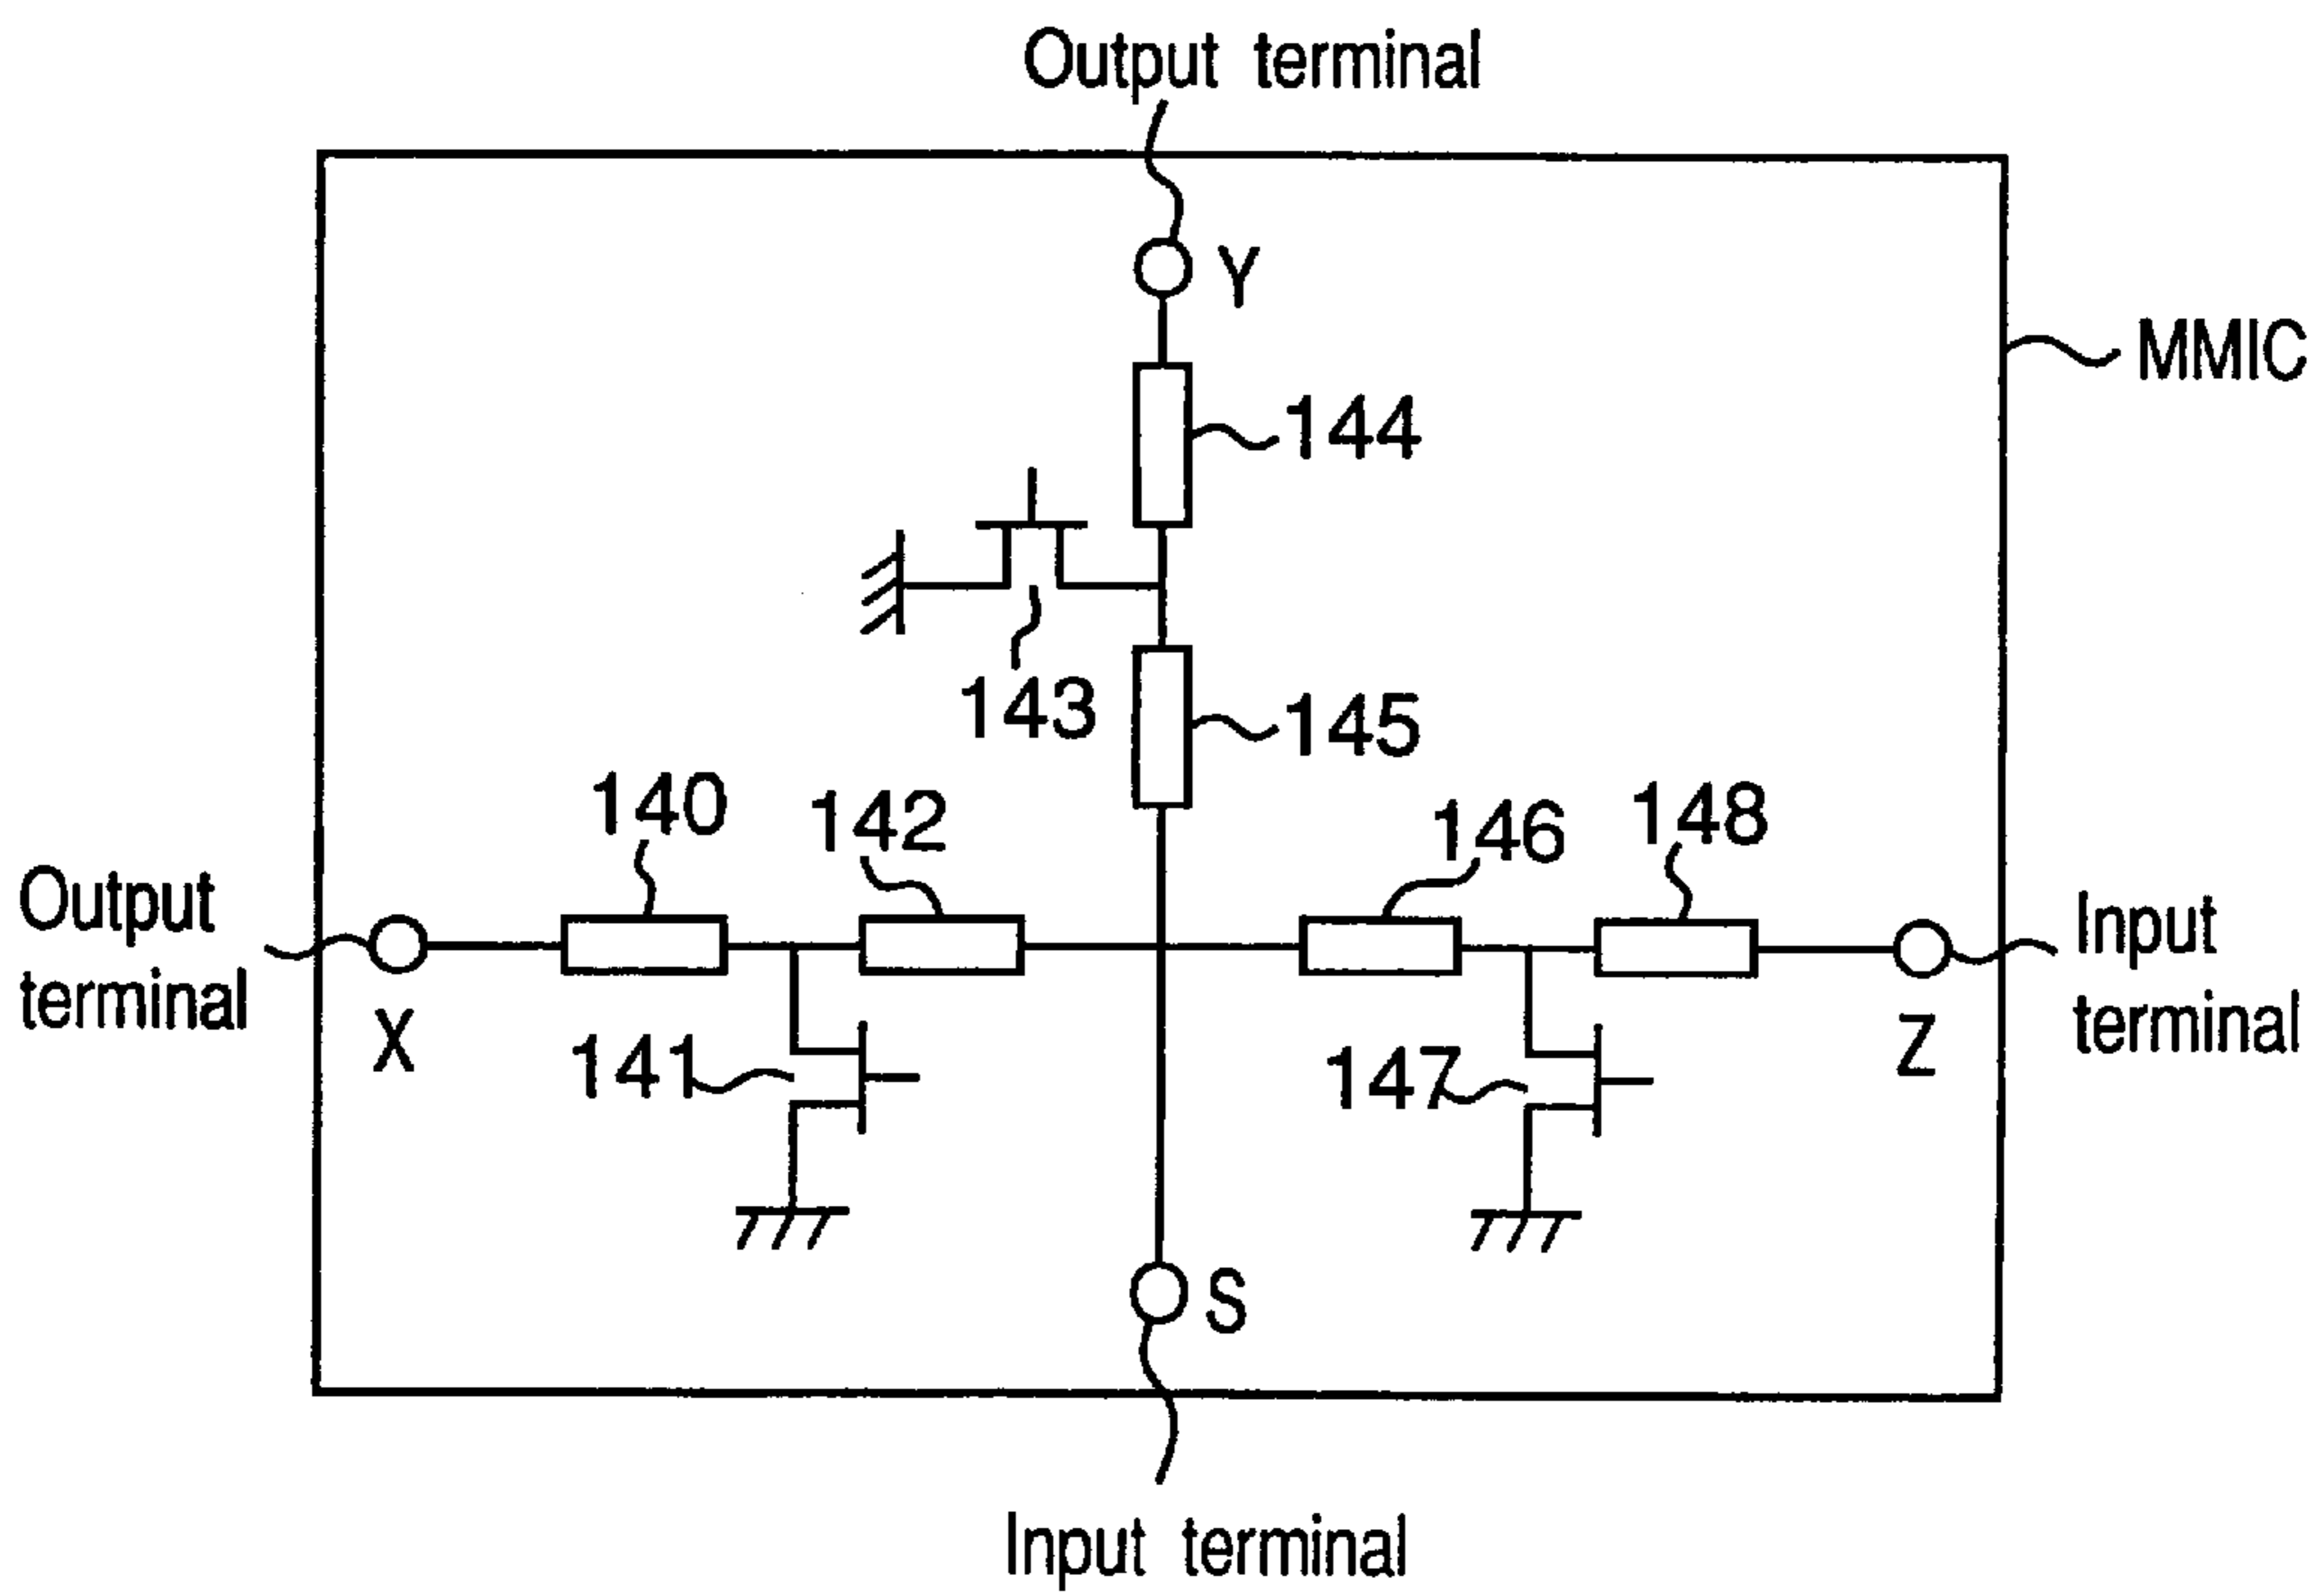 Output terminal
Y
MMIC
144
143
145
140
142
146
148
Output
terminal
X
141
147
Z
Input
terminal
S
Input terminal